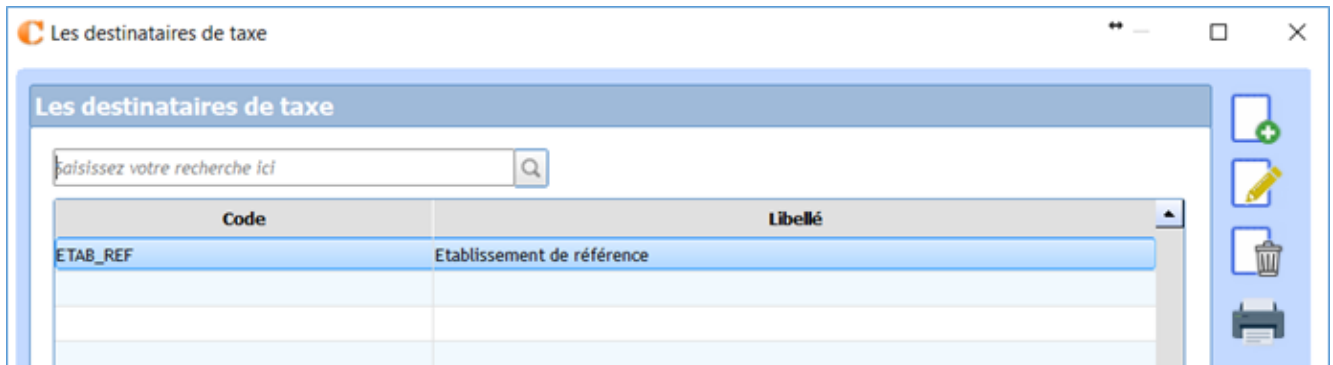 Les destinataires de taxe
Les destinataires de taxe
Saisissez votre recherche ici
Code Libellé
ETAB_REF Etablissement de référence